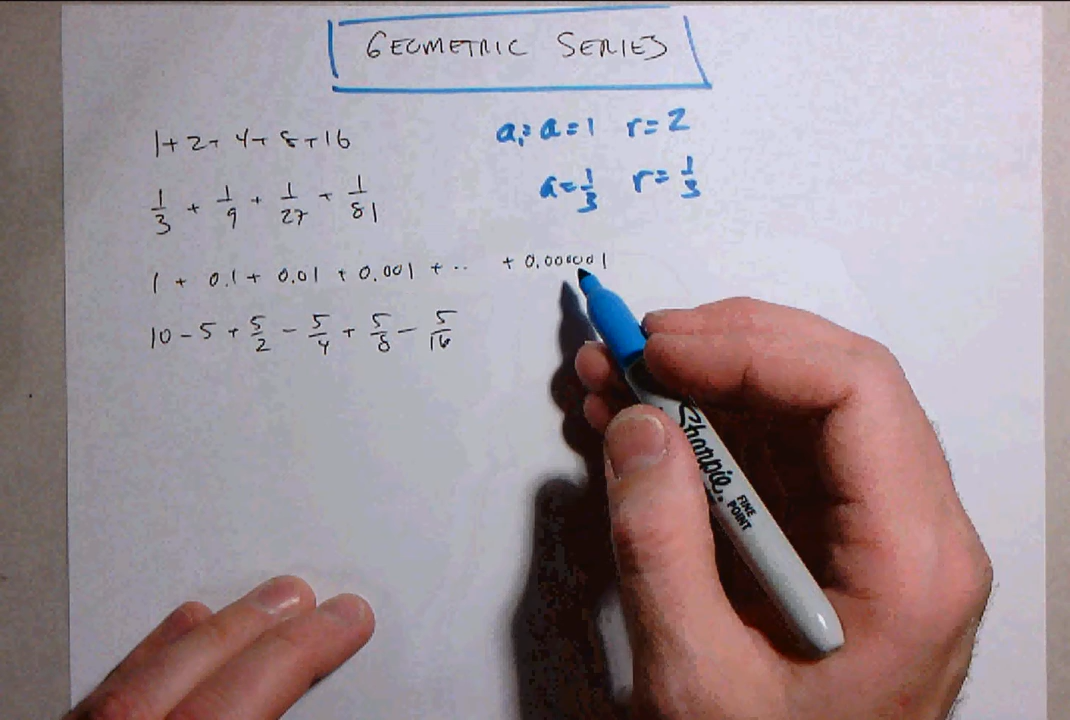 GEOMETRIC SERIES
1 + 2 + 4 + 8 + 16 a₁ = a = 1 r = 2
1/3 + 1/9 + 1/27 + 1/81 a = 1/3 r = 1/3
1 + 0.1 + 0.01 + 0.001 + ... + 0.000001
10 - 5 + 5/2 - 5/4 + 5/8 - 5/16
Sharpie.
FINE
POINT